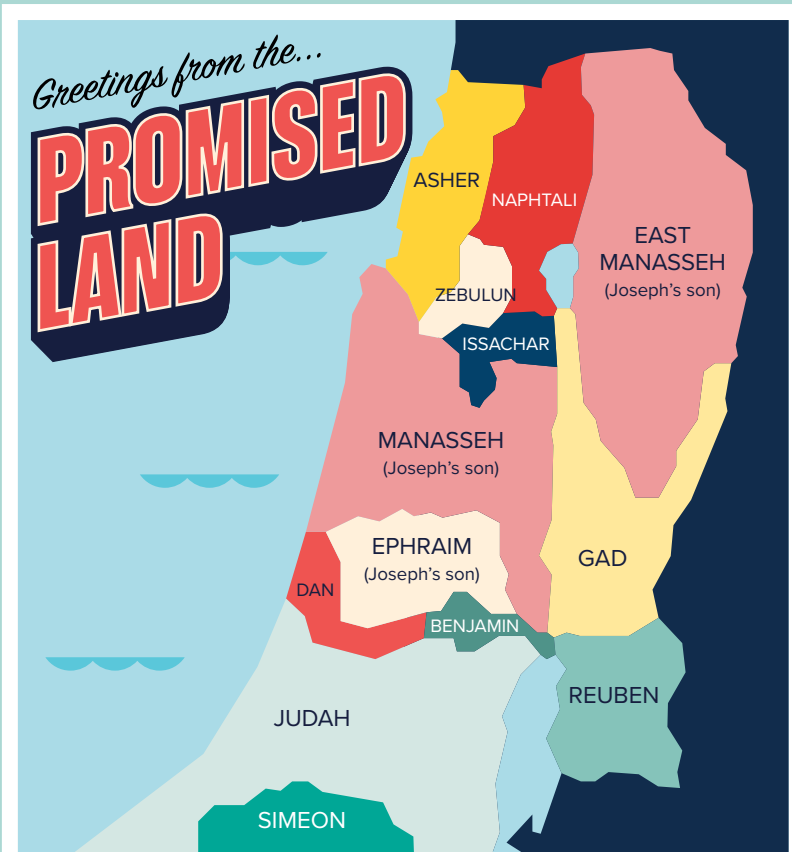 Greetings from the...
PROMISED
LAND
ASHER
NAPHTALI
EAST
MANASSEH
(Joseph's son)
ZEBULUN
ISSACHAR
MANASSEH
(Joseph's son)
EPHRAIM
(Joseph's son)
DAN
GAD
BENJAMIN
REUBEN
JUDAH
SIMEON